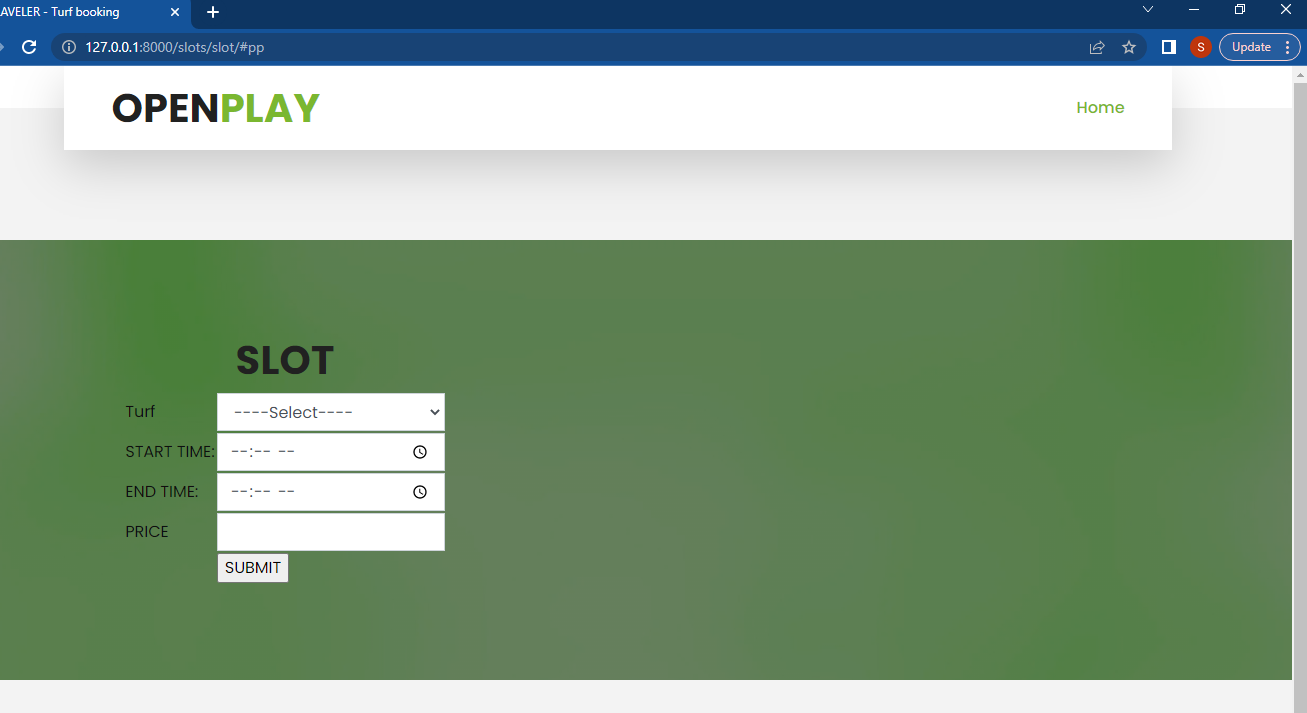 AVELER - Turf booking
127.0.0.1:8000/slots/slot/#pp
S
Update
OPENPLAY
Home
SLOT
Turf
----Select----
START TIME:
--:-- --
END TIME:
--:-- --
PRICE
SUBMIT